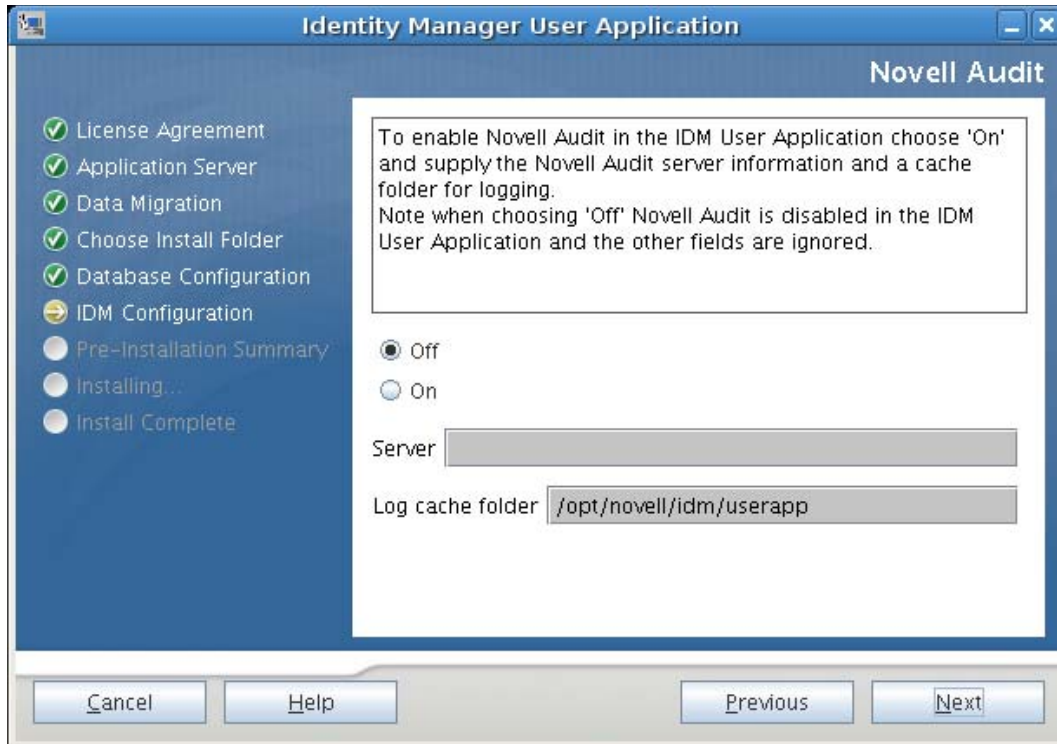 Identity Manager User Application
Novell Audit
License Agreement
Application Server
Data Migration
Choose Install Folder
Database Configuration
IDM Configuration
Pre-Installation Summary
Installing...
Install Complete
To enable Novell Audit in the IDM User Application choose 'On'
and supply the Novell Audit server information and a cache
folder for logging.
Note when choosing 'Off' Novell Audit is disabled in the IDM
User Application and the other fields are ignored.
Off
On
Server
Log cache folder /opt/novell/idm/userapp
Cancel Help Previous Next